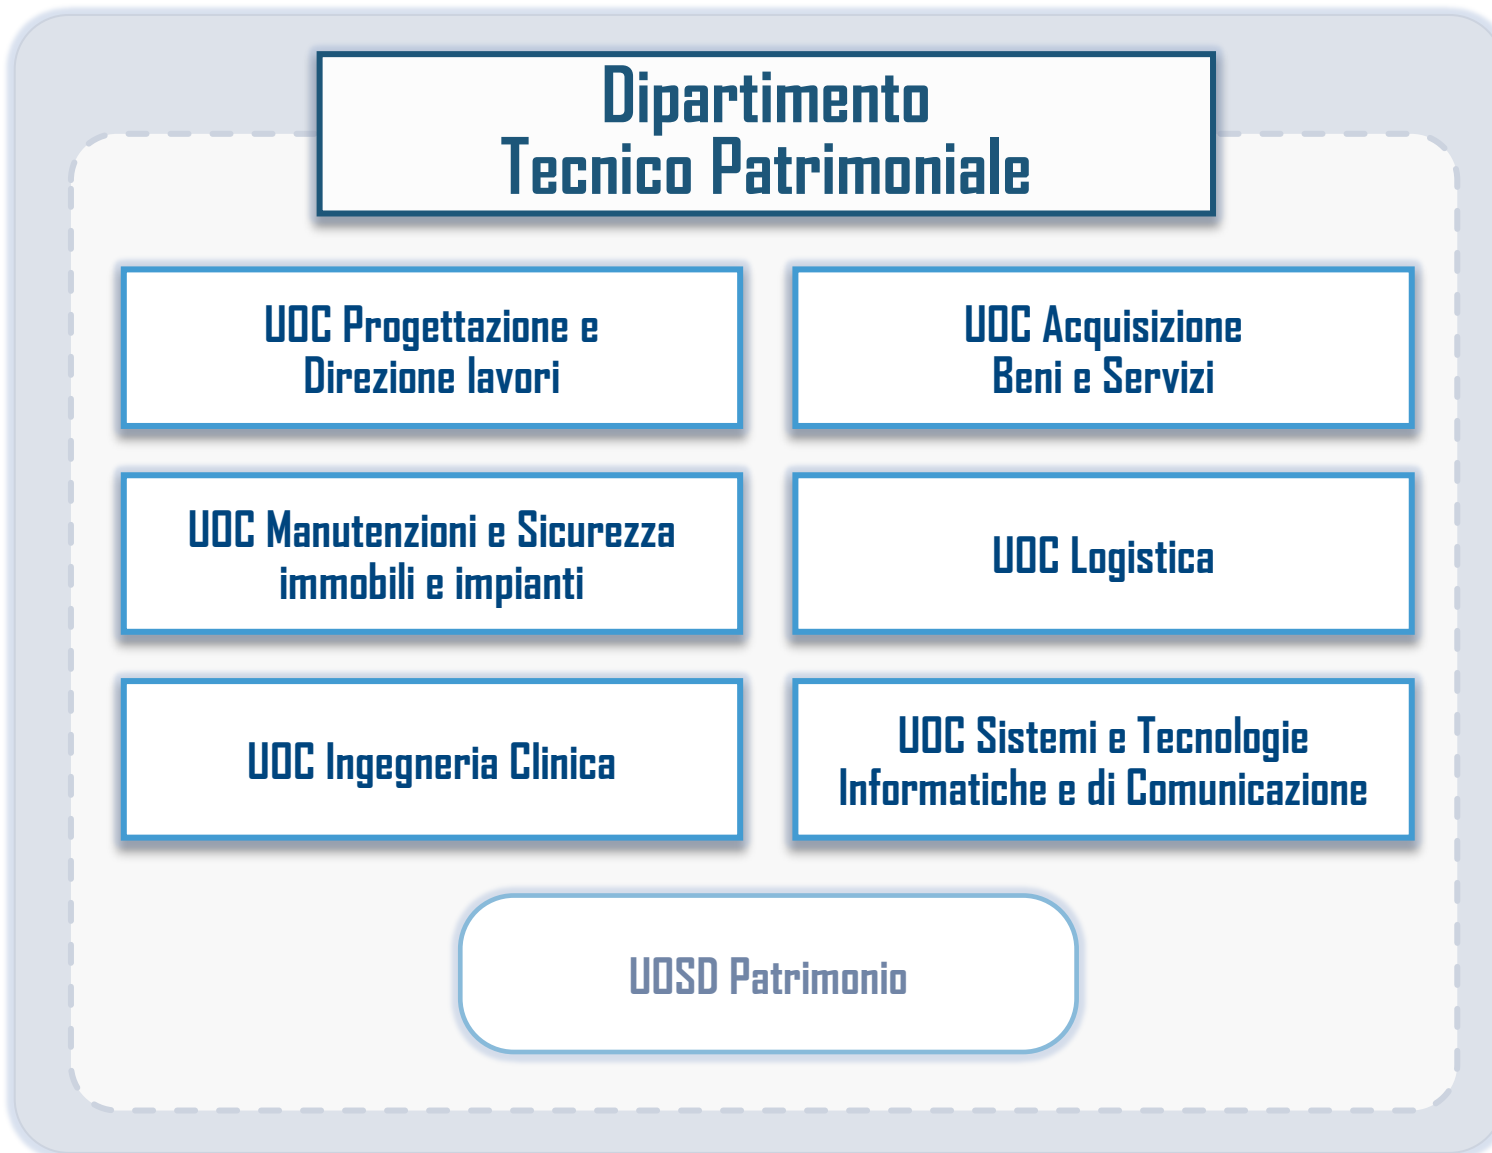 Dipartimento
Tecnico Patrimoniale
UOC Progettazione e
Direzione lavori
UOC Acquisizione
Beni e Servizi
UOC Manutenzioni e Sicurezza
immobili e impianti
UOC Logistica
UOC Ingegneria Clinica
UOC Sistemi e Tecnologie
Informatiche e di Comunicazione
UOSD Patrimonio